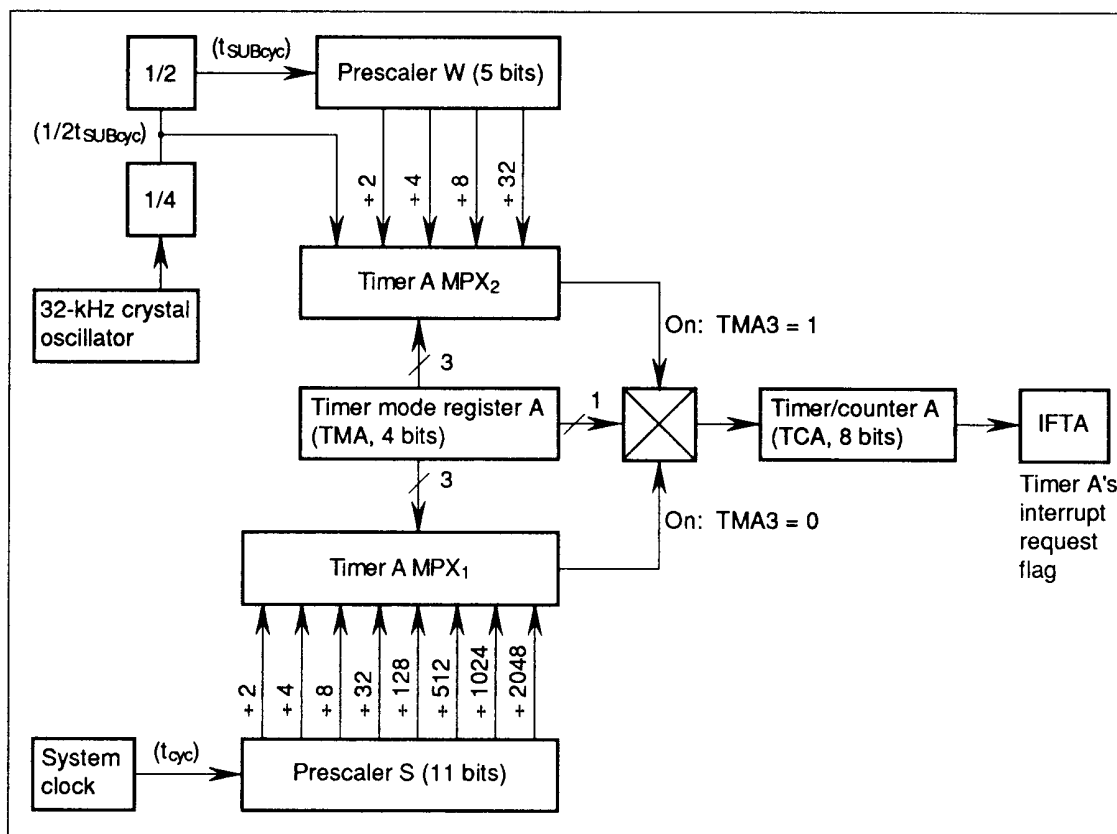 (tSUBcyc)
1/2
Prescaler W (5 bits)
(1/2tSUBcyc)
÷ 2
÷ 4
÷ 8
÷ 32
1/4
Timer A MPX2
32-kHz crystal
oscillator
On: TMA3 = 1
3
Timer mode register A
(TMA, 4 bits)
1
Timer/counter A
(TCA, 8 bits)
IFTA
3
Timer A's
interrupt
request
flag
On: TMA3 = 0
Timer A MPX1
÷ 2
÷ 4
÷ 8
÷ 32
÷ 128
÷ 512
÷ 1024
÷ 2048
System
clock
(tcyc)
Prescaler S (11 bits)